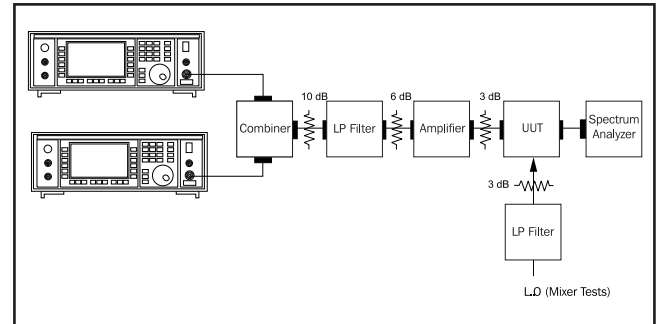 10 dB
6 dB
3 dB
Combiner
LP Filter
Amplifier
UUT
Spectrum
Analyzer
3 dB
LP Filter
L.O (Mixer Tests)